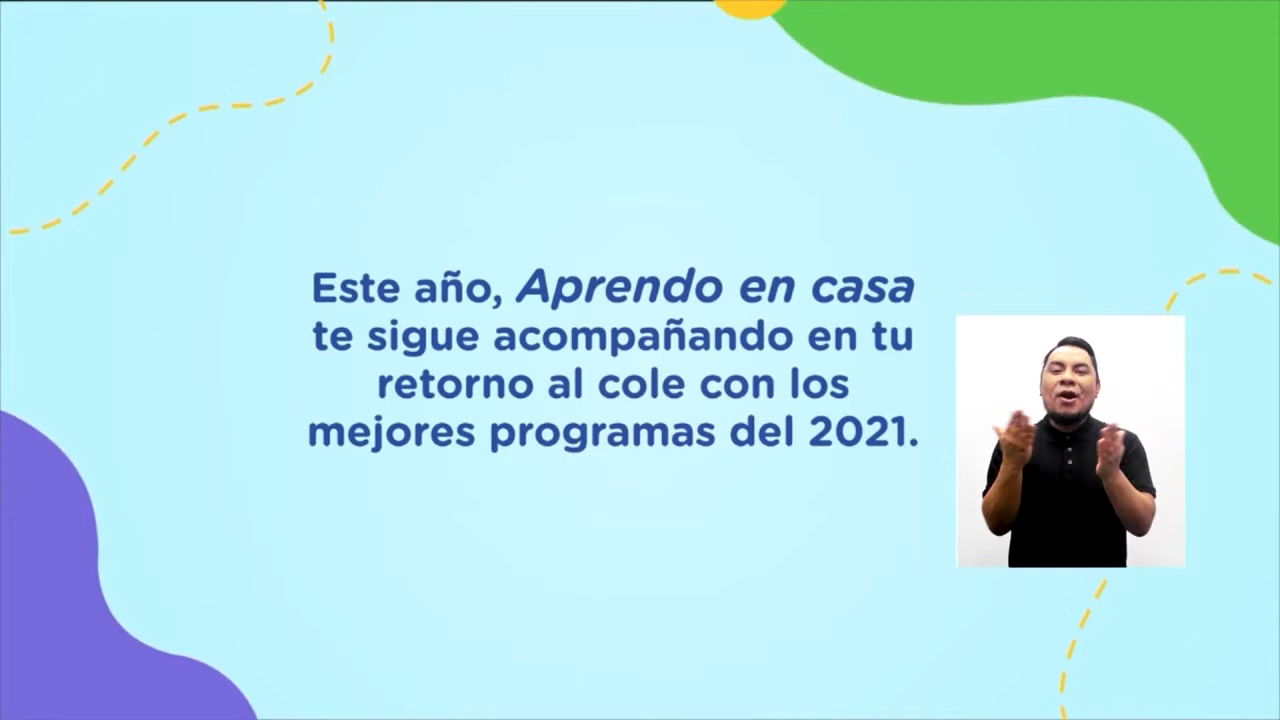 Este año, Aprendo en casa
te sigue acompañando en tu
retorno al cole con los
mejores programas del 2021.